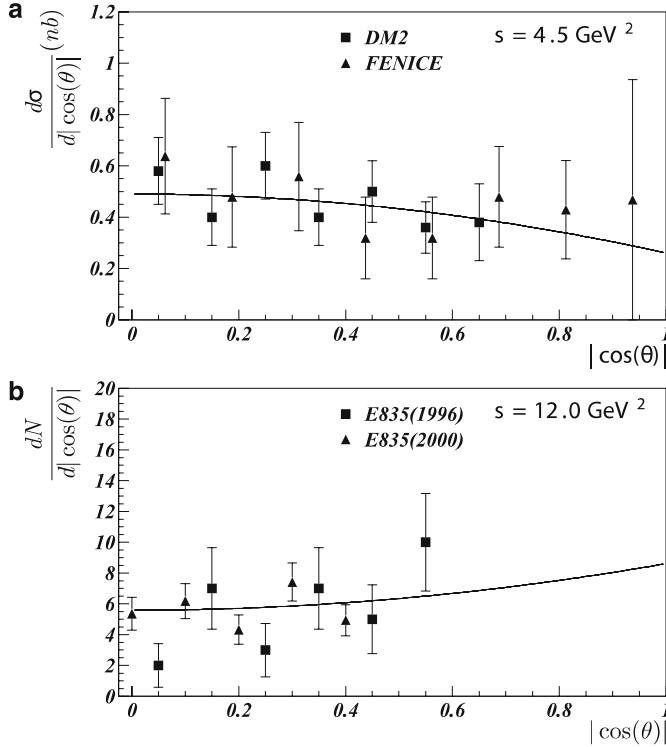 a
1.2
1
0.8
0.6
0.4
0.2
0
dσ
d| cos(θ)|
(nb)
DM2
FENICE
s = 4.5 GeV 2
0 0.2 0.4 0.6 0.8 1
| cos(θ) |
b
20
18
16
14
12
10
8
6
4
2
0
dN
d| cos(θ)|
E835(1996)
E835(2000)
s = 12.0 GeV 2
0 0.2 0.4 0.6 0.8 1
| cos(θ)|